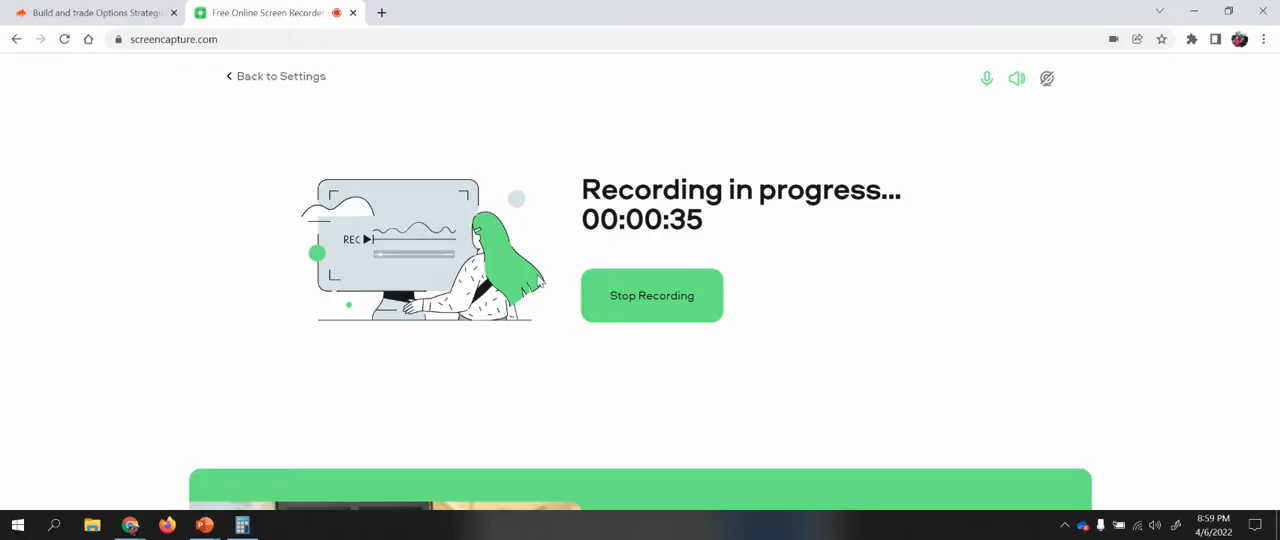 Build and trade Options Strategi
Free Online Screen Recorder
screencapture.com
Back to Settings
Recording in progress...
00:00:35
REC
Stop Recording
8:59 PM
4/6/2022